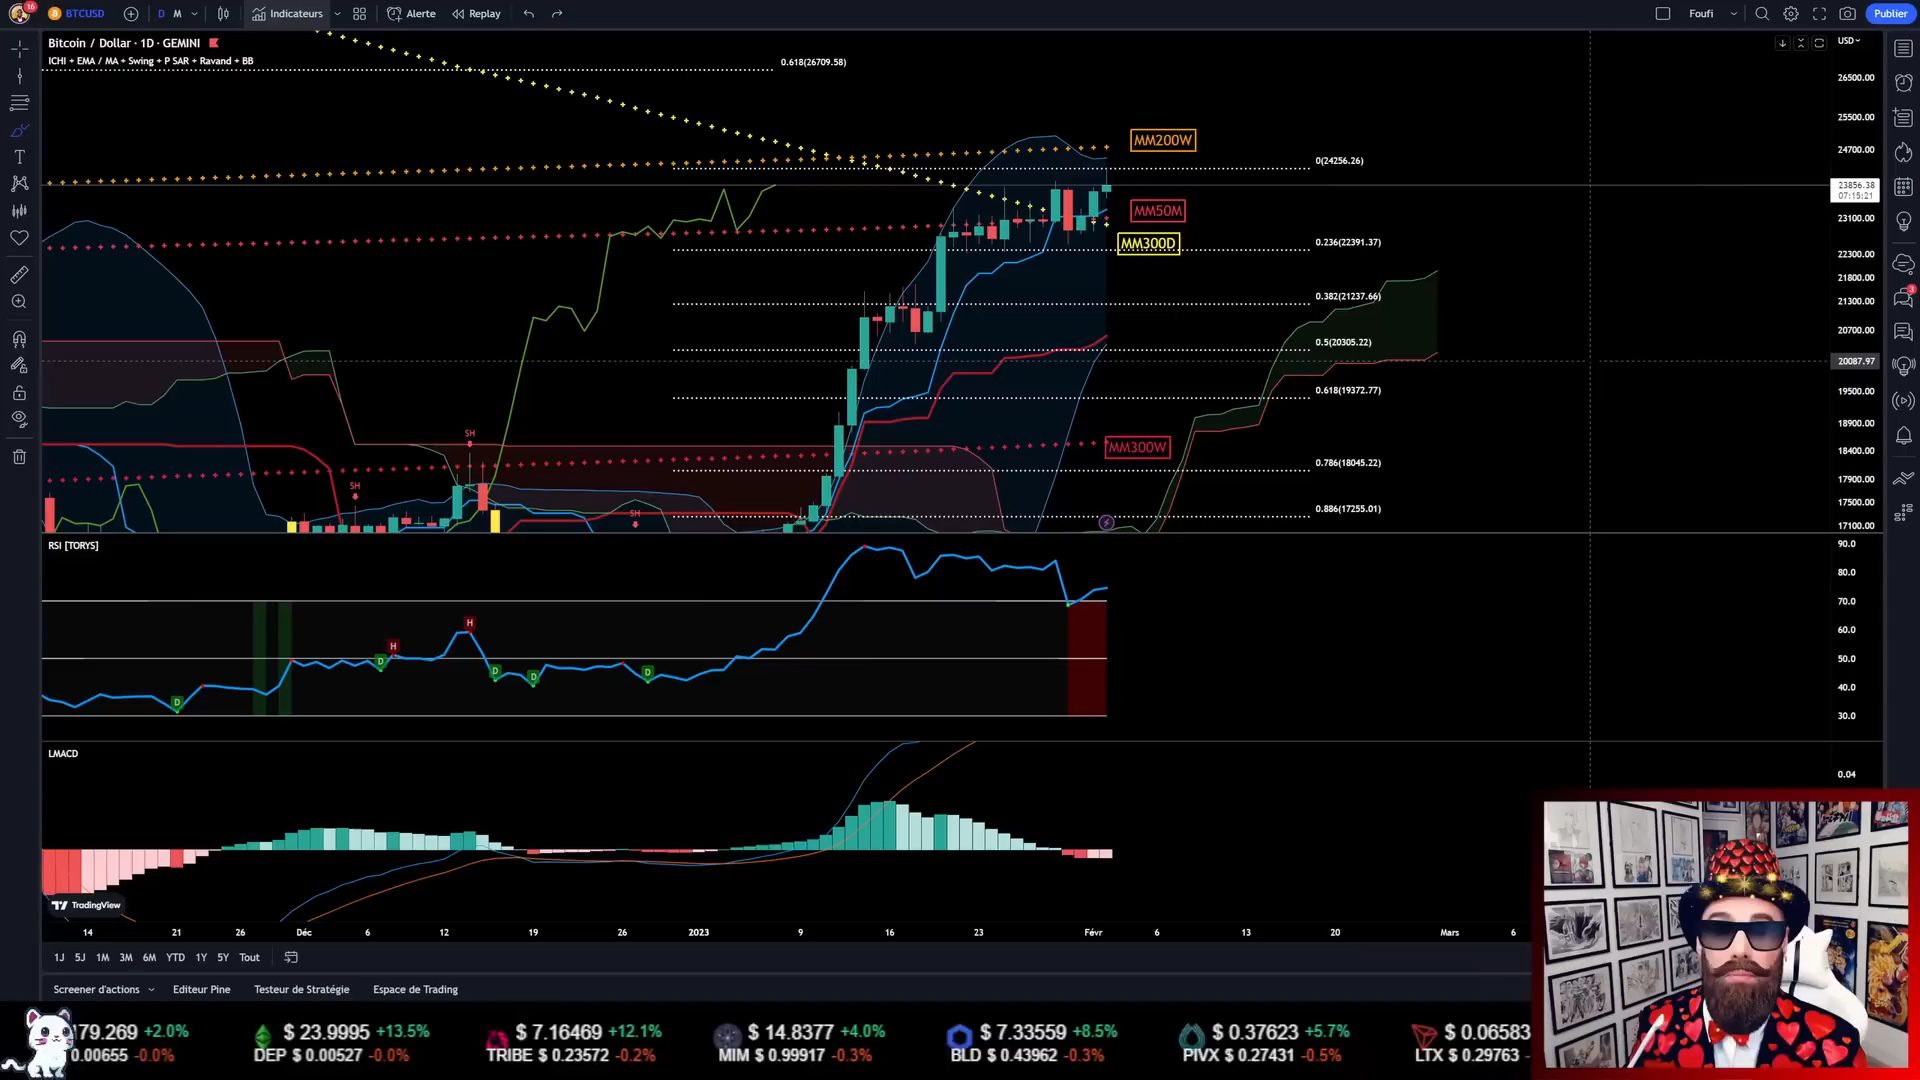 16
BTCUSD
D
M
Indicateurs
Alerte
Replay
Foufi
Publier
Bitcoin / Dollar · 1D · GEMINI
ICHI + EMA / MA + Swing + P SAR + Ravand + BB
USD
0.618(26709.58)
26500.00
25500.00
MM200W
24700.00
0(24256.26)
23856.38
07:15:21
MM50M
23100.00
MM300D
0.236(22391.37)
22300.00
21800.00
0.382(21237.66)
21300.00
20700.00
0.5(20305.22)
20087.97
0.618(19372.77)
19500.00
18900.00
SH
MM300W
18400.00
0.786(18045.22)
17900.00
SH
17500.00
0.886(17255.01)
SH
17100.00
3
RSI [TORYS]
90.0
80.0
70.0
60.0
50.0
40.0
30.0
H
H
D
D
D
D
D
LMACD
0.04
TradingView
14
21
26
Déc
6
12
19
26
2023
9
16
23
Févr
6
13
20
Mars
6
1J
5J
1M
3M
6M
YTD
1Y
5Y
Tout
Screener d'actions
Editeur Pine
Testeur de Stratégie
Espace de Trading
79.269 +2.0%
$ 23.9995 +13.5%
$ 7.16469 +12.1%
$ 14.8377 +4.0%
$ 7.33559 +8.5%
$ 0.37623 +5.7%
$ 0.06583
0.00655 -0.0%
DEP $ 0.00527 -0.0%
TRIBE $ 0.23572 -0.2%
MIM $ 0.99917 -0.3%
BLD $ 0.43962 -0.3%
PIVX $ 0.27431 -0.5%
LTX $ 0.29763